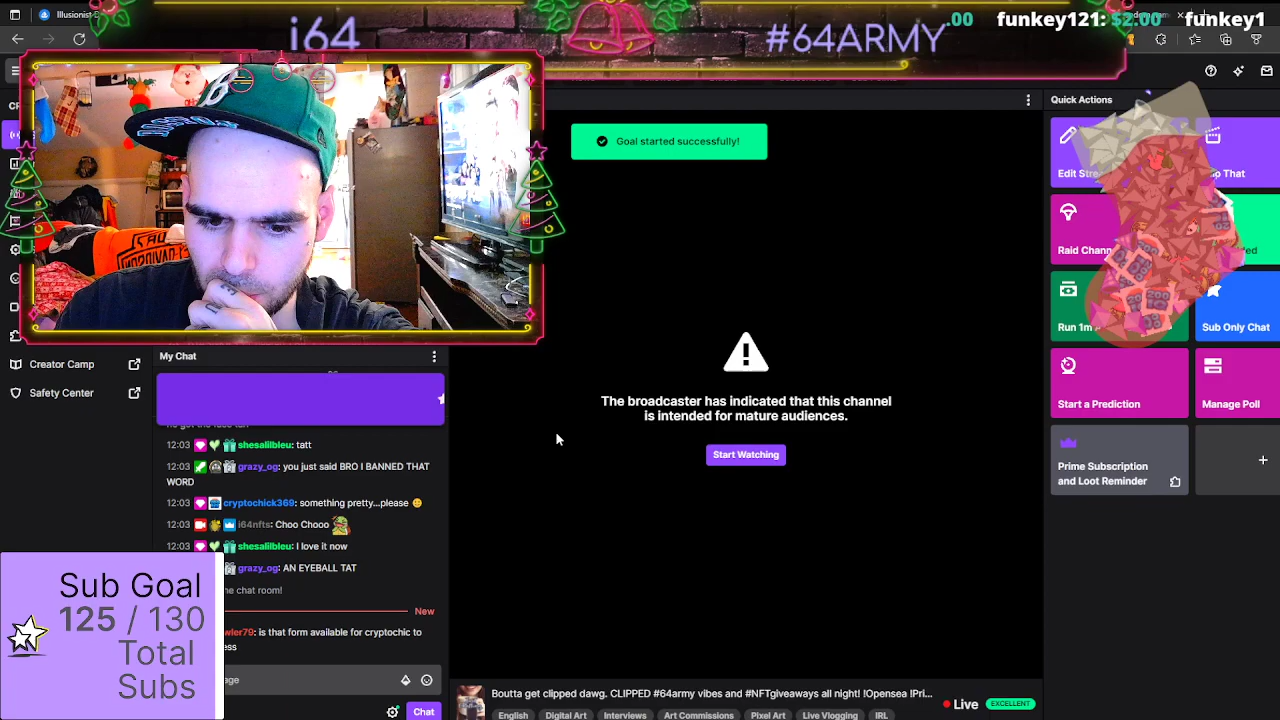 Illusionist
i64
#64ARMY
.00 funkey121: $2.00 funkey1
Goal started successfully!
Quick Actions
Raid Chann
Sub Only Chat
Start a Prediction
Manage Poll
Prime Subscription
and Loot Reminder
The broadcaster has indicated that this channel
is intended for mature audiences.
Start Watching
Creator Camp
Safety Center
My Chat
12:03 shesalilbleu: tatt
12:03 grazy_og: you just said BRO I BANNED THAT
WORD
12:03 cryptochick369: something pretty...please
12:03 i64nfts: Choo Chooo
12:03 shesalilbleu: I love it now
grazy_og: AN EYEBALL TAT
he chat room!
New
wler79: is that form available for cryptochic to
ess
age
Chat
Sub Goal
125 / 130
Total
Subs
Boutta get clipped dawg. CLIPPED #64army vibes and #NFTgiveaways all night! !Opensea !Pri...
Live EXCELLENT
English Digital Art Interviews Art Commissions Pixel Art Live Vlogging IRL